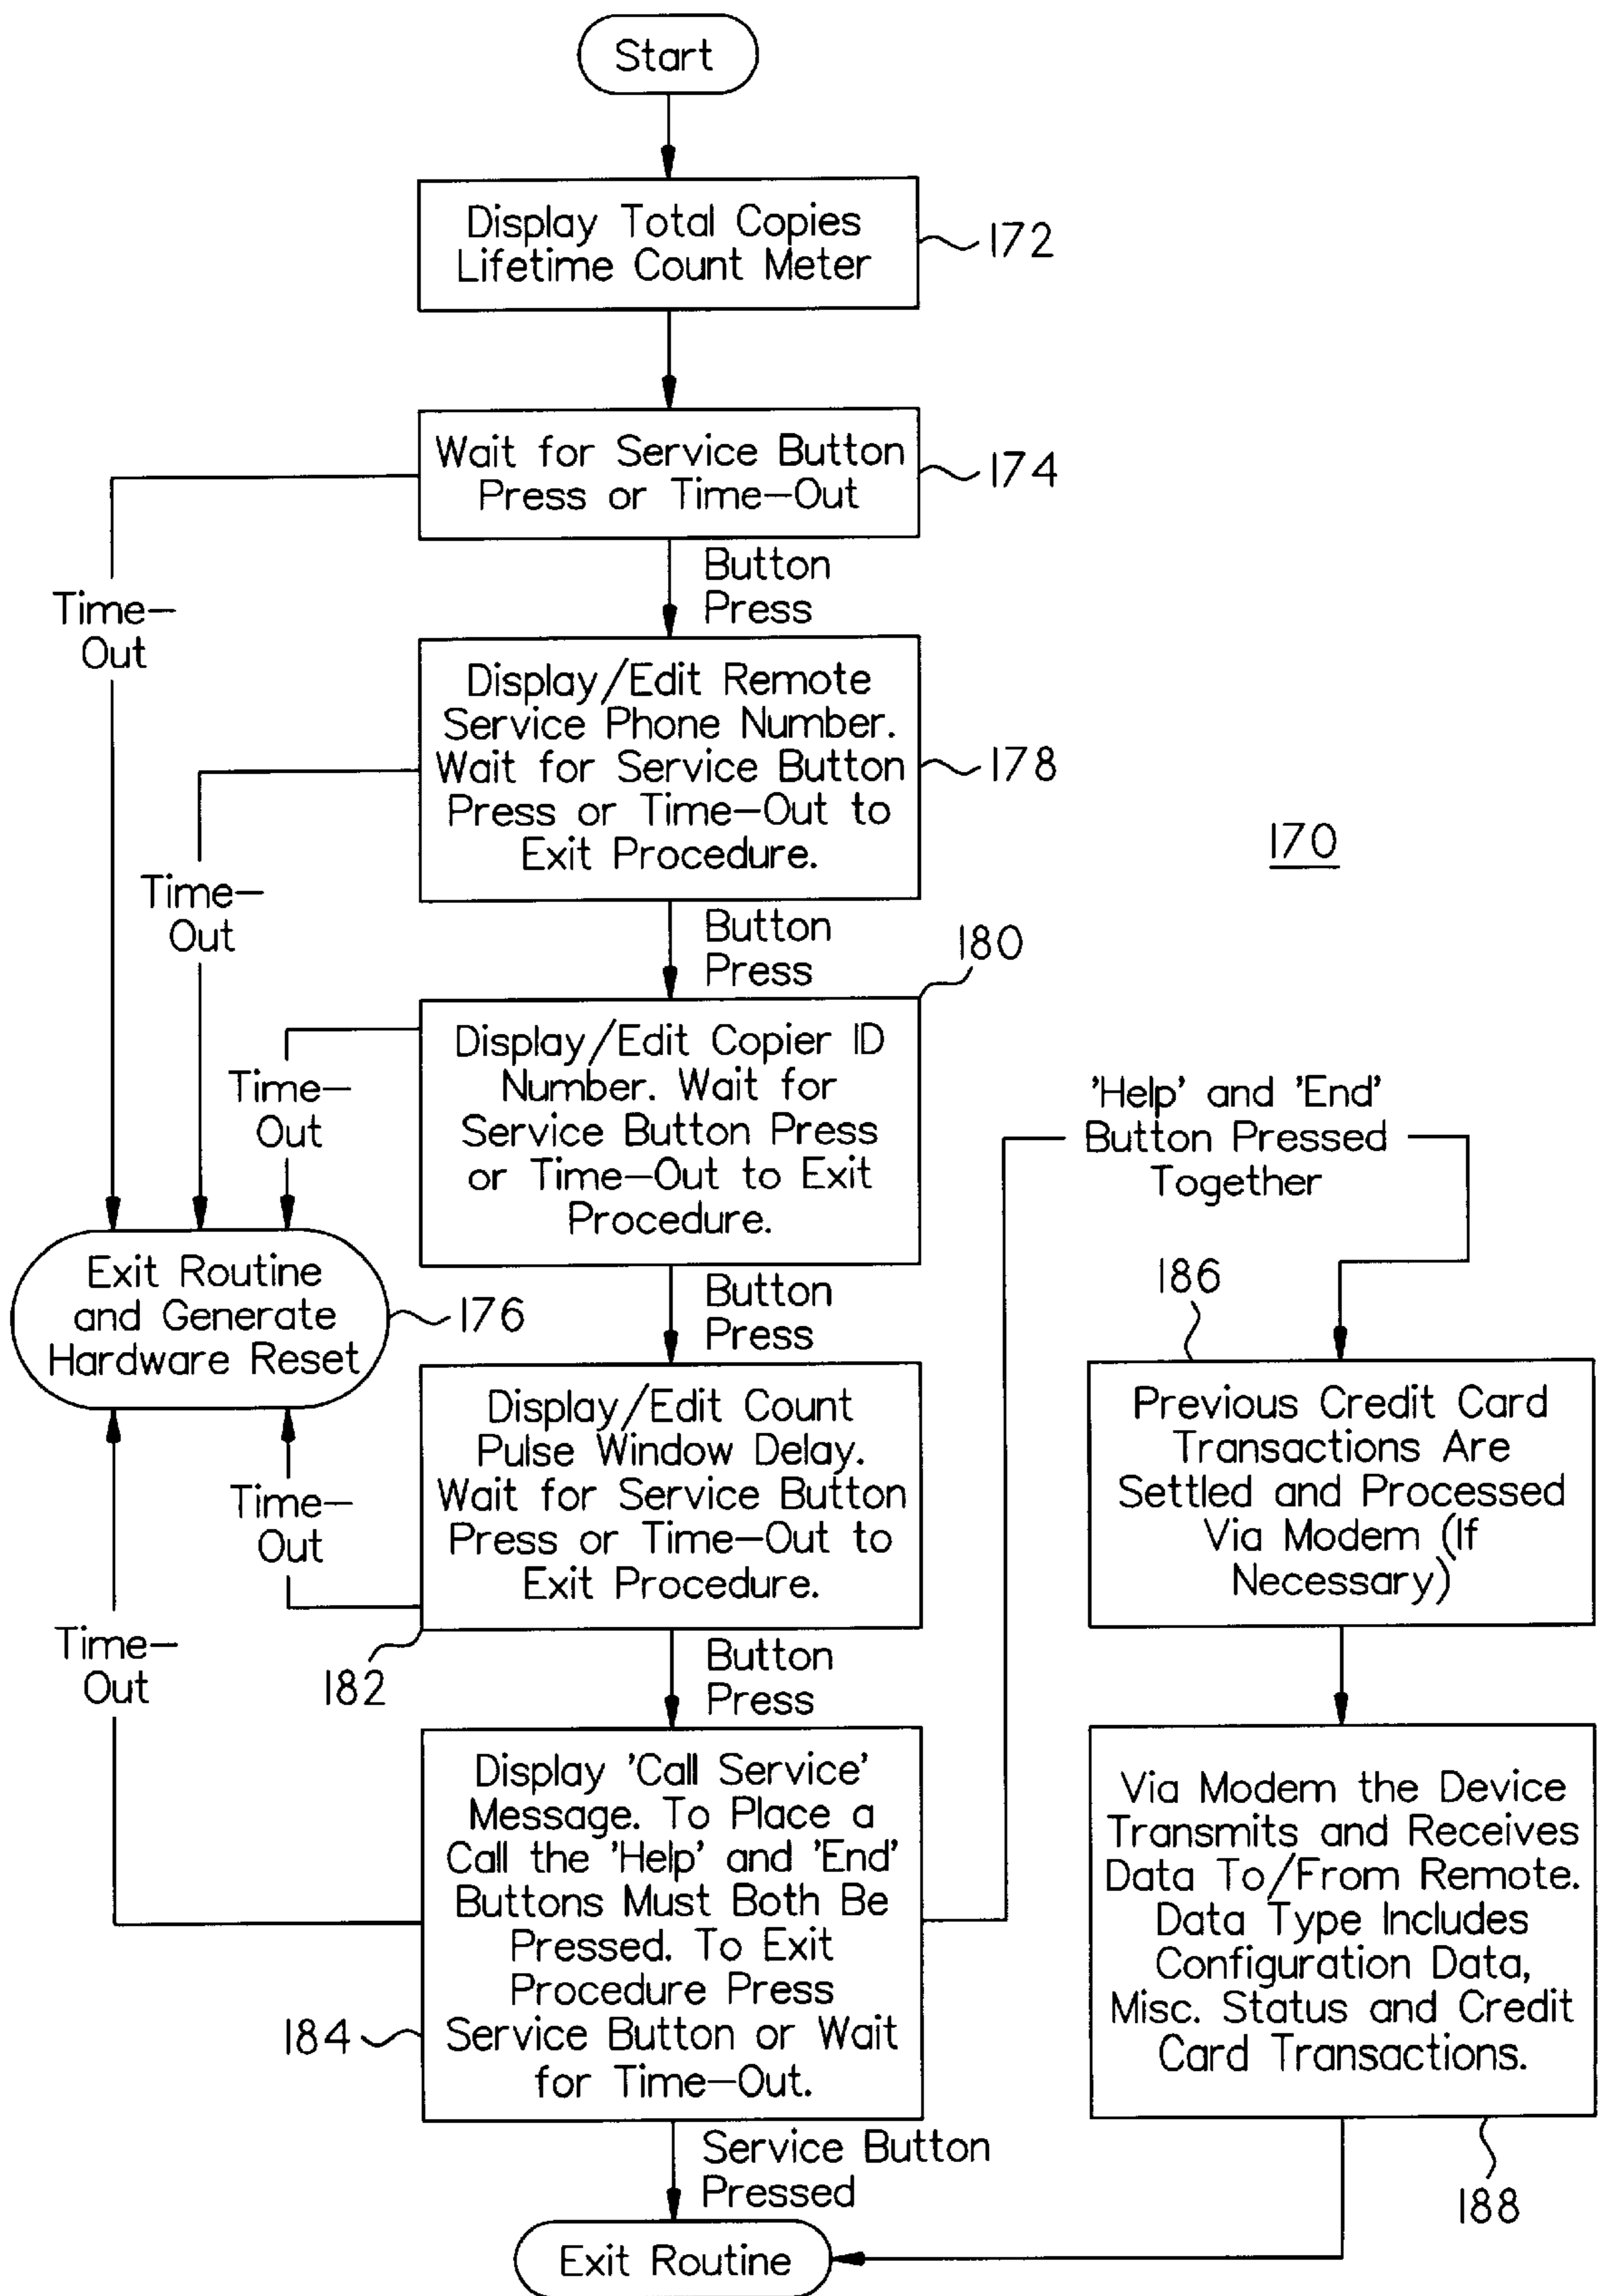 Start
Display Total Copies
Lifetime Count Meter
172
Wait for Service Button
Press or Time-Out
174
Button
Press
Time-
Out
Display/Edit Remote
Service Phone Number.
Wait for Service Button
Press or Time-Out to
Exit Procedure.
178
170
Time-
Out
Button
Press
180
Display/Edit Copier ID
Number. Wait for
Service Button Press
or Time-Out to Exit
Procedure.
Time-
Out
'Help' and 'End'
Button Pressed
Together
Exit Routine
and Generate
Hardware Reset
176
Button
Press
186
Display/Edit Count
Pulse Window Delay.
Wait for Service Button
Press or Time-Out to
Exit Procedure.
Time-
Out
182
Previous Credit Card
Transactions Are
Settled and Processed
Via Modem (If
Necessary)
Time-
Out
Button
Press
Display 'Call Service'
Message. To Place a
Call the 'Help' and 'End'
Buttons Must Both Be
Pressed. To Exit
Procedure Press
Service Button or Wait
for Time-Out.
184
Via Modem the Device
Transmits and Receives
Data To/From Remote.
Data Type Includes
Configuration Data,
Misc. Status and Credit
Card Transactions.
188
Service Button
Pressed
Exit Routine